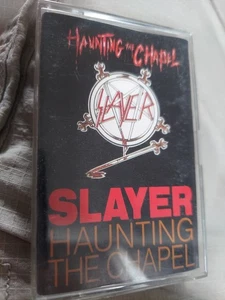 HAUNTING THE CHAPEL
SLAYER
SLAYER
HAUNTING
THE CHAPEL